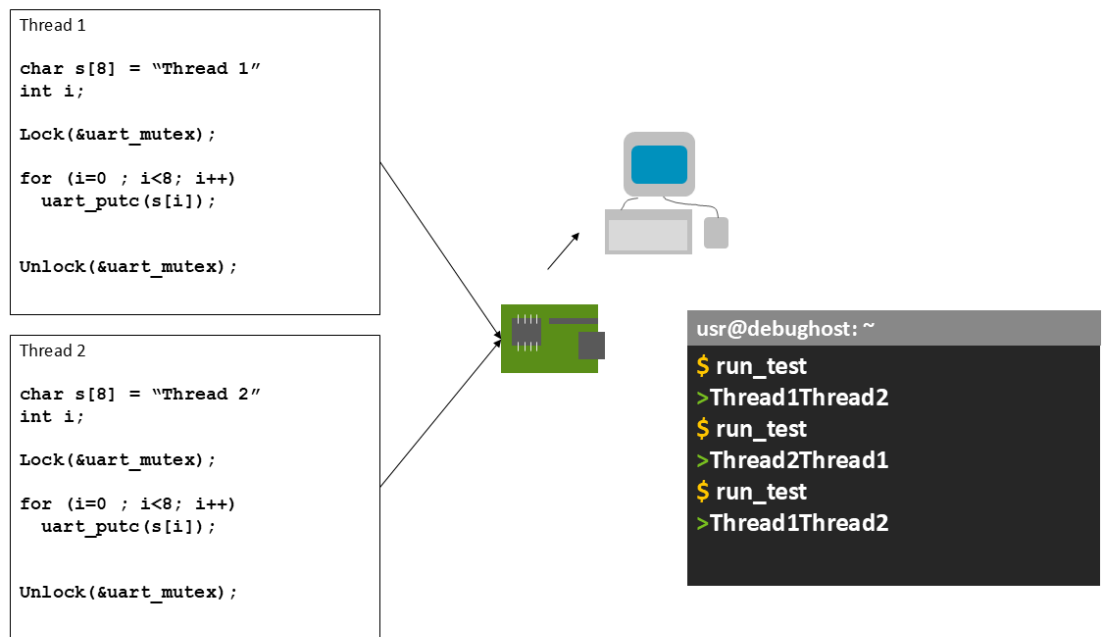 Thread 1
char s[8] = “Thread 1”
int i;
Lock(&uart_mutex);
for (i=0 ; i<8; i++)
uart_putc(s[i]);
Unlock(&uart_mutex);
Thread 2
char s[8] = “Thread 2”
int i;
Lock(&uart_mutex);
for (i=0 ; i<8; i++)
uart_putc(s[i]);
Unlock(&uart_mutex);
usr@debughost: ~
$ run_test
>Thread1Thread2
$ run_test
>Thread2Thread1
$ run_test
>Thread1Thread2